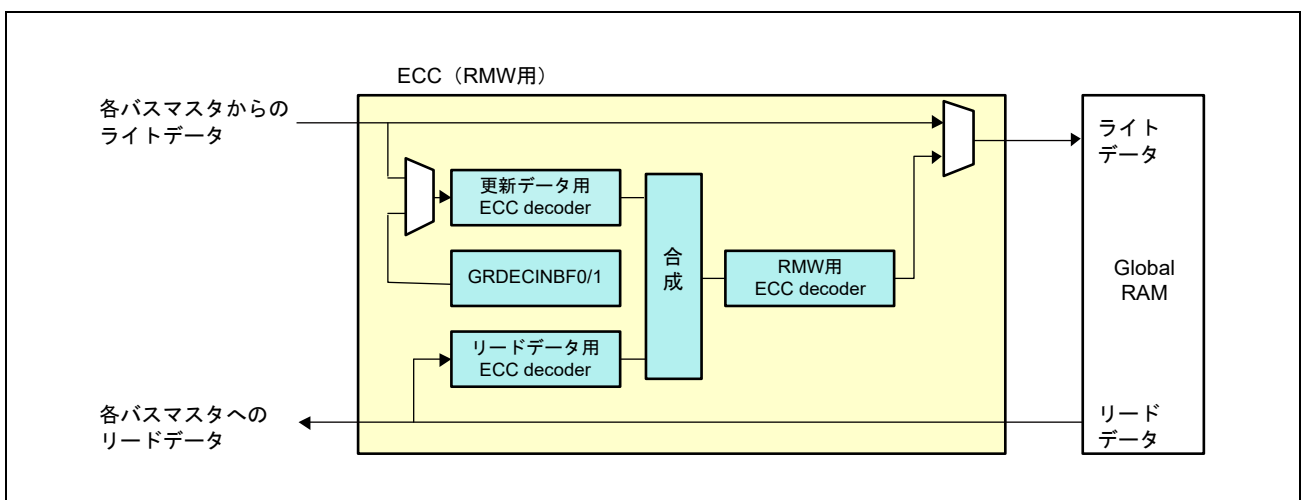 ECC（RMW用）
各バスマスタからの
ライトデータ
ライト
データ
更新データ用
ECC decoder
合
成
GRDECINBF0/1
RMW用
ECC decoder
Global
RAM
リードデータ用
ECC decoder
各バスマスタへの
リードデータ
リード
データ